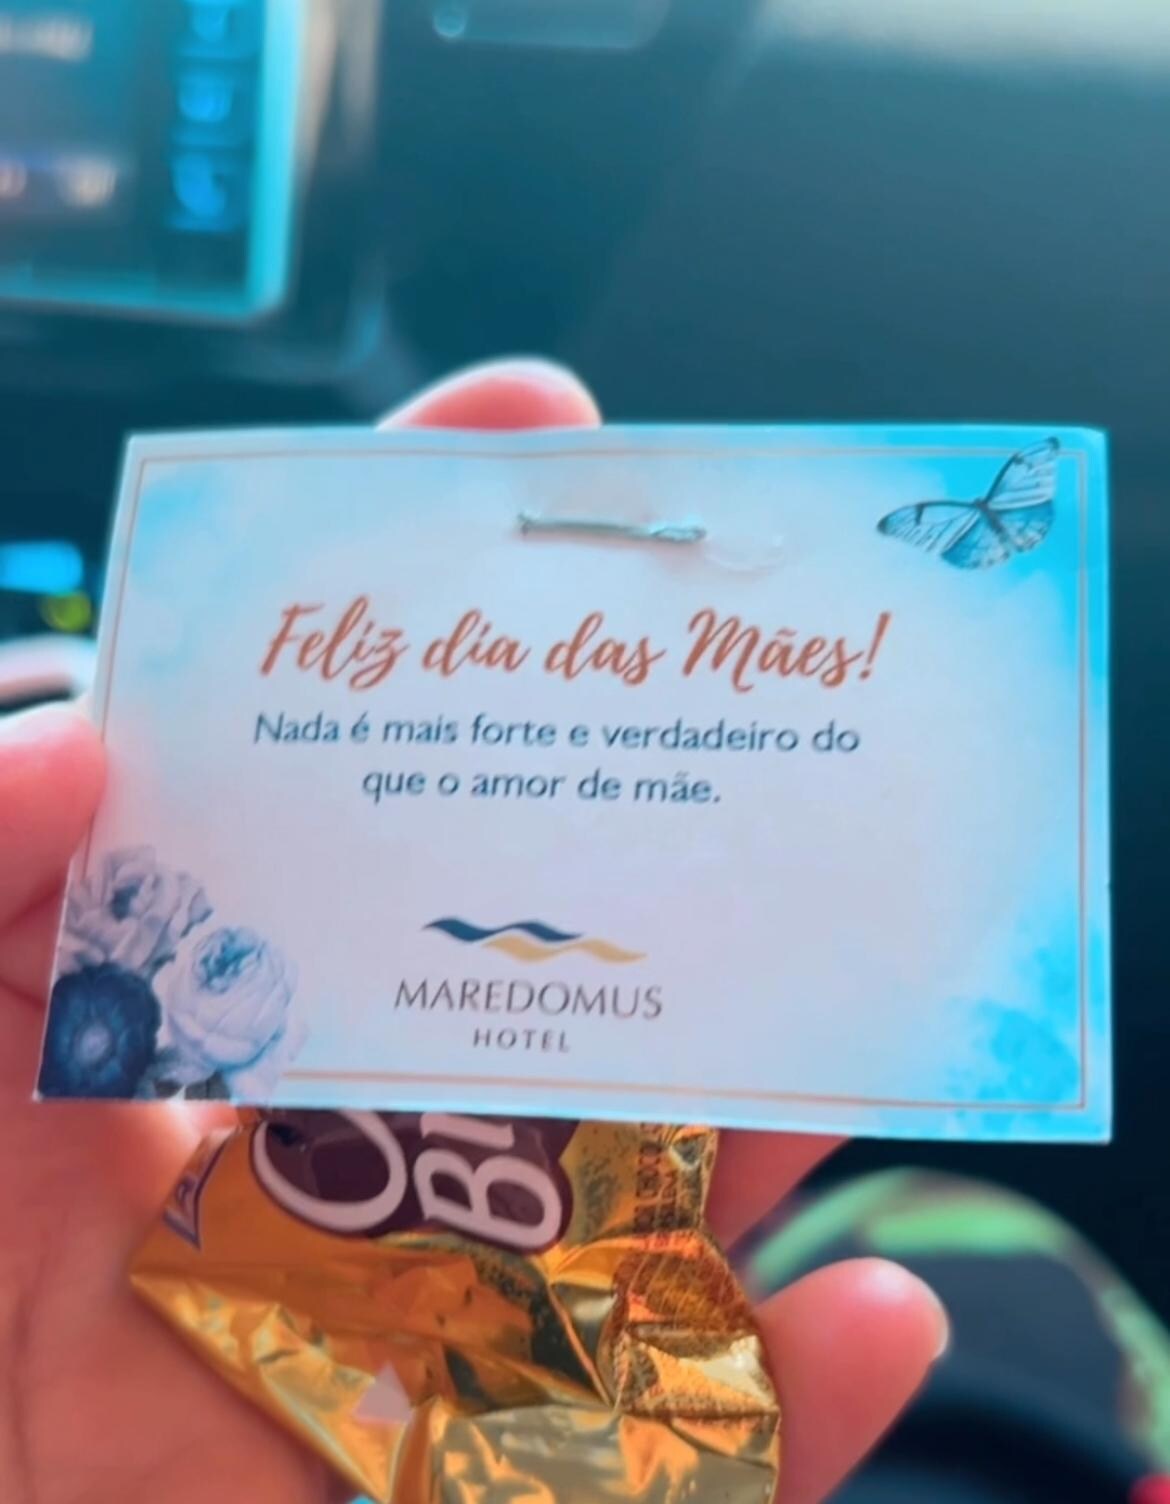 Feliz dia das Mães!
Nada é mais forte e verdadeiro do
que o amor de mãe.
MAREDOMUS
HOTEL